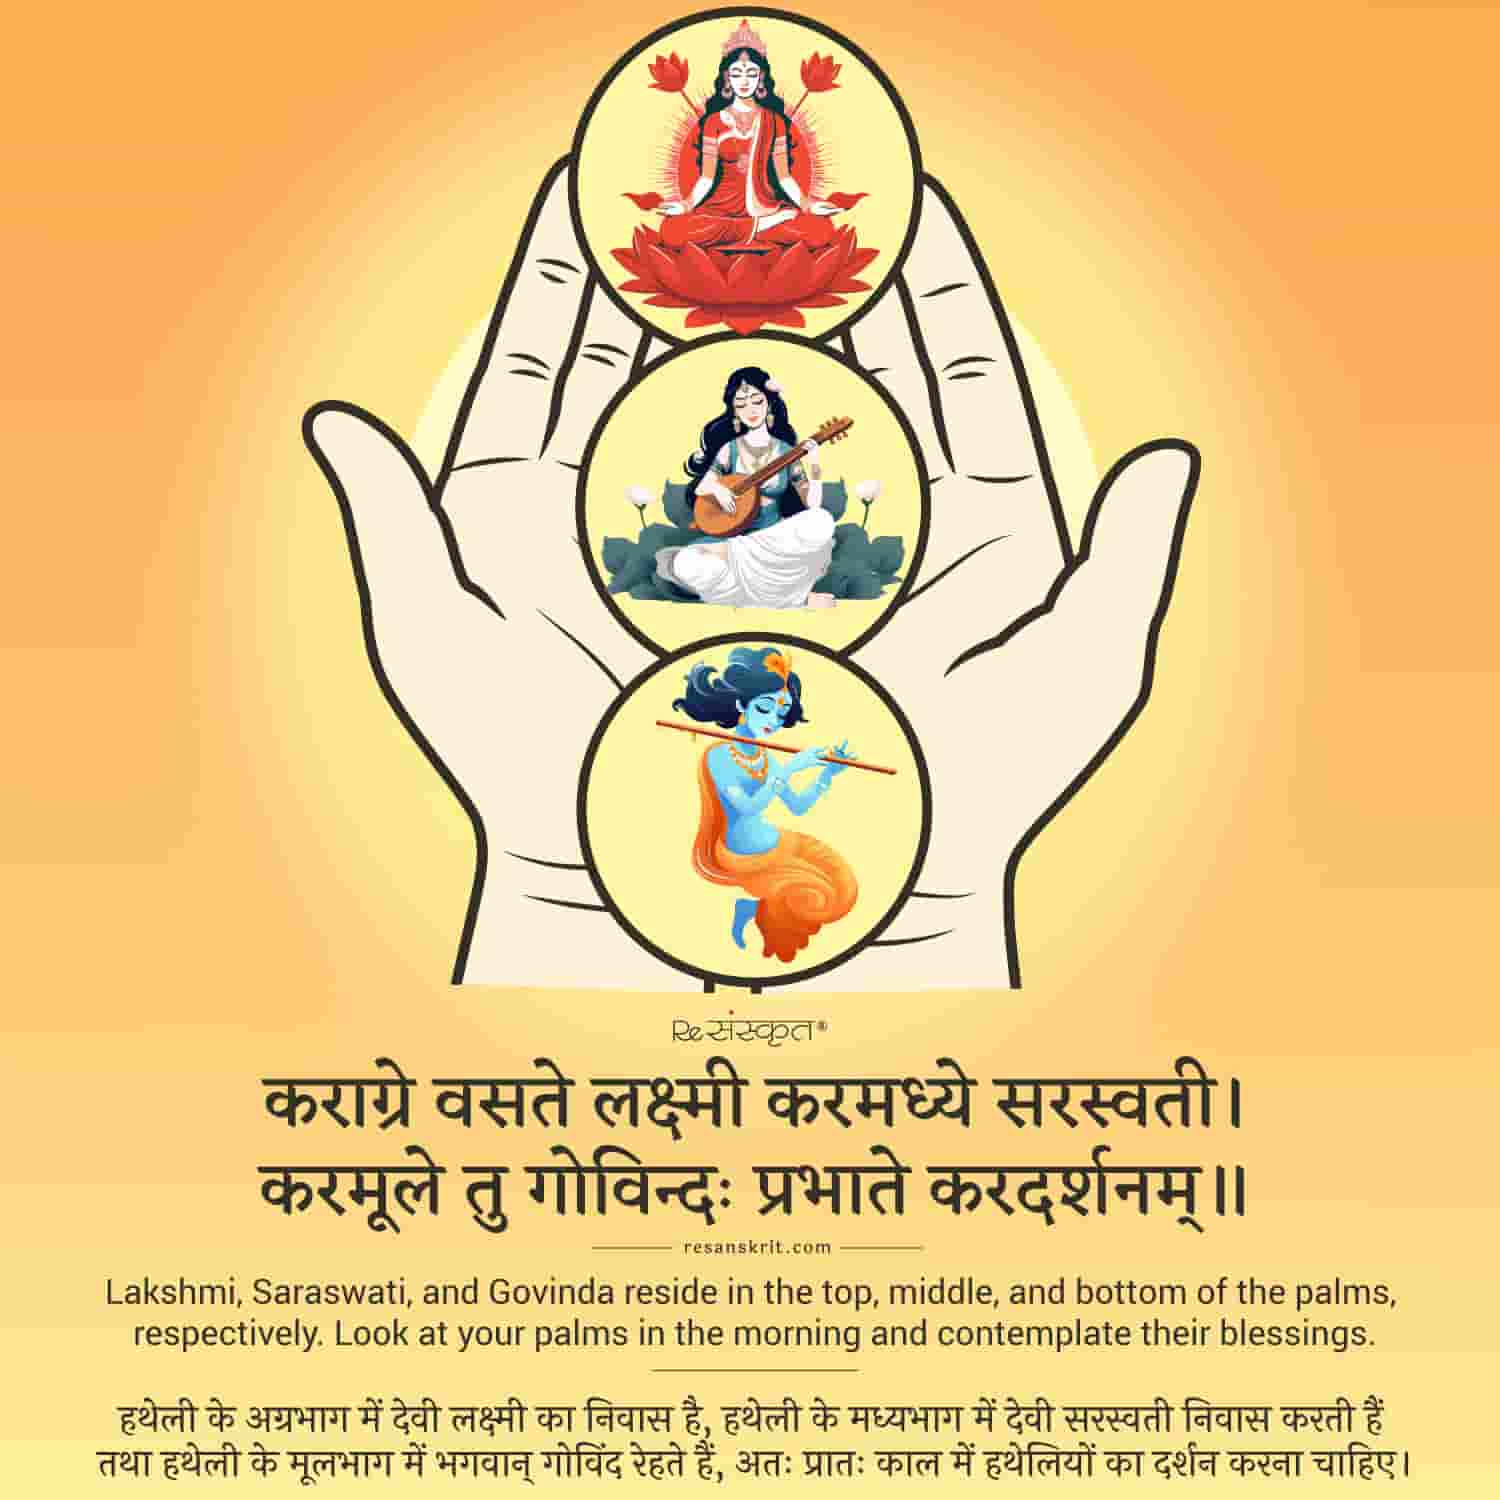 Reसंस्कृत®
कराग्रे वसते लक्ष्मी करमध्ये सरस्वती।
करमूले तु गोविन्दः प्रभाते करदर्शनम्॥
resanskrit.com
Lakshmi, Saraswati, and Govinda reside in the top, middle, and bottom of the palms,
respectively. Look at your palms in the morning and contemplate their blessings.
हथेली के अग्रभाग में देवी लक्ष्मी का निवास है, हथेली के मध्यभाग में देवी सरस्वती निवास करती हैं
तथा हथेली के मूलभाग में भगवान् गोविंद रेहते हैं, अतः प्रातः काल में हथेलियों का दर्शन करना चाहिए।